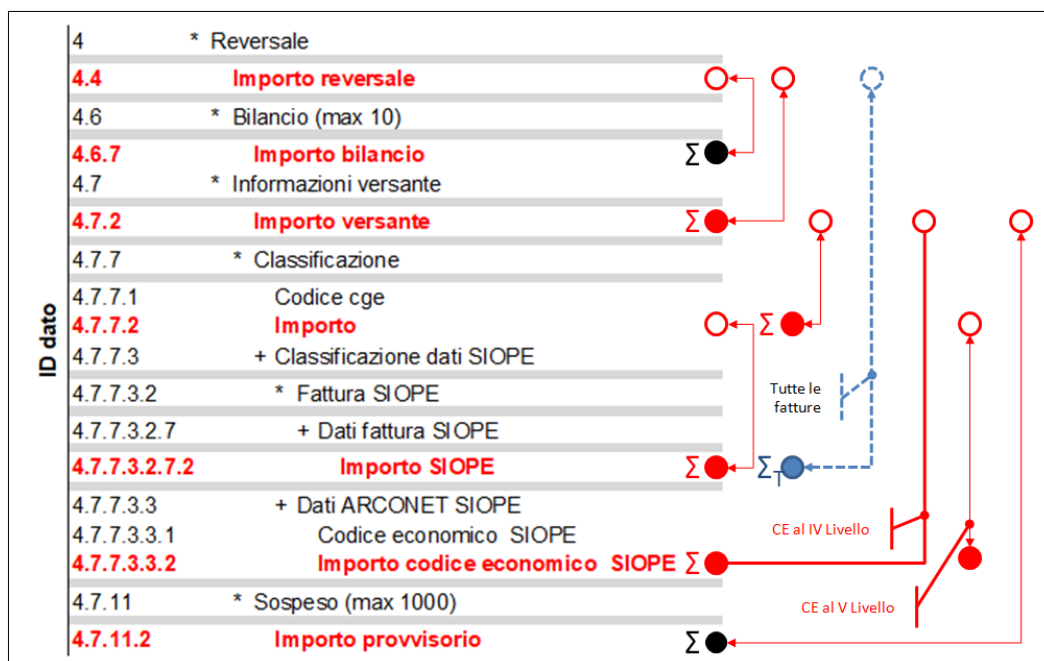 ID dato
4 * Reversale
4.4 Importo reversale
4.6 * Bilancio (max 10)
4.6.7 Importo bilancio Σ
4.7 * Informazioni versante
4.7.2 Importo versante Σ
4.7.7 * Classificazione
4.7.7.1 Codice cge
4.7.7.2 Importo Σ
4.7.7.3 + Classificazione dati SIOPE
4.7.7.3.2 * Fattura SIOPE
Tutte le
fatture
4.7.7.3.2.7 + Dati fattura SIOPE
4.7.7.3.2.7.2 Importo SIOPE Σ ΣT
4.7.7.3.3 + Dati ARCONET SIOPE
4.7.7.3.3.1 Codice economico SIOPE
CE al IV Livello
4.7.7.3.3.2 Importo codice economico SIOPE Σ
4.7.11 * Sospeso (max 1000)
CE al V Livello
4.7.11.2 Importo provvisorio Σ